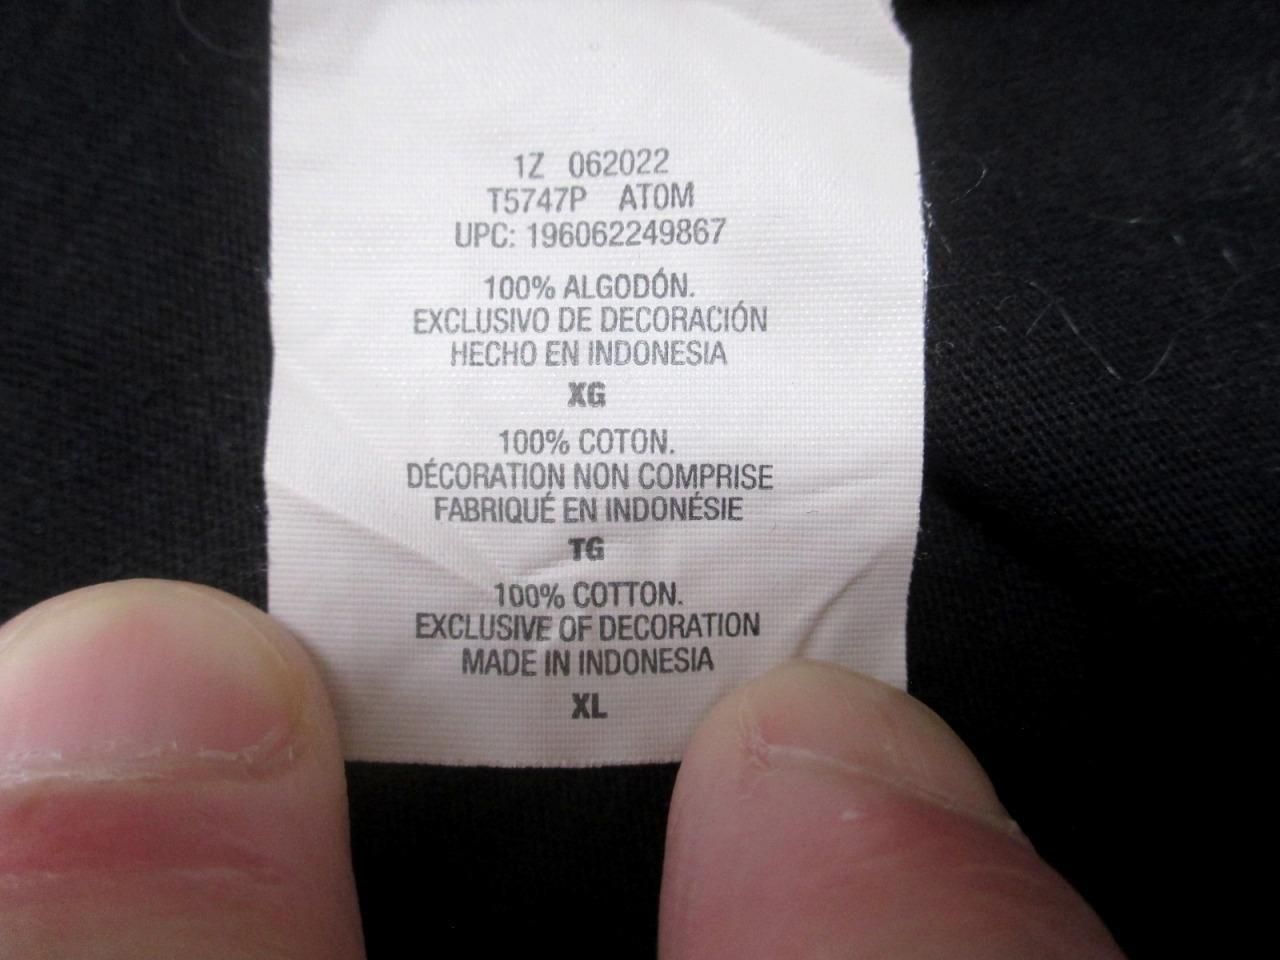 1Z 062022
T5747P ATOM
UPC: 196062249867
100% ALGODÓN.
EXCLUSIVO DE DECORACIÓN
HECHO EN INDONESIA
XG
100% COTON.
DÉCORATION NON COMPRISE
FABRIQUÉ EN INDONÉSIE
TG
100% COTTON.
EXCLUSIVE OF DECORATION
MADE IN INDONESIA
XL